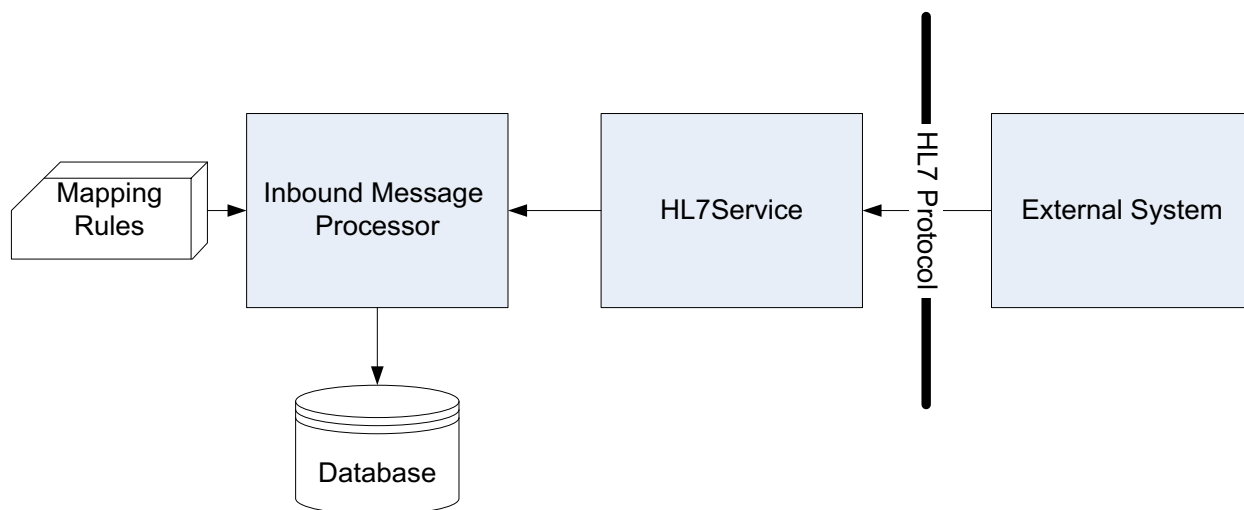 Mapping
Rules
Inbound Message
Processor
HL7Service
HL7 Protocol
External System
Database